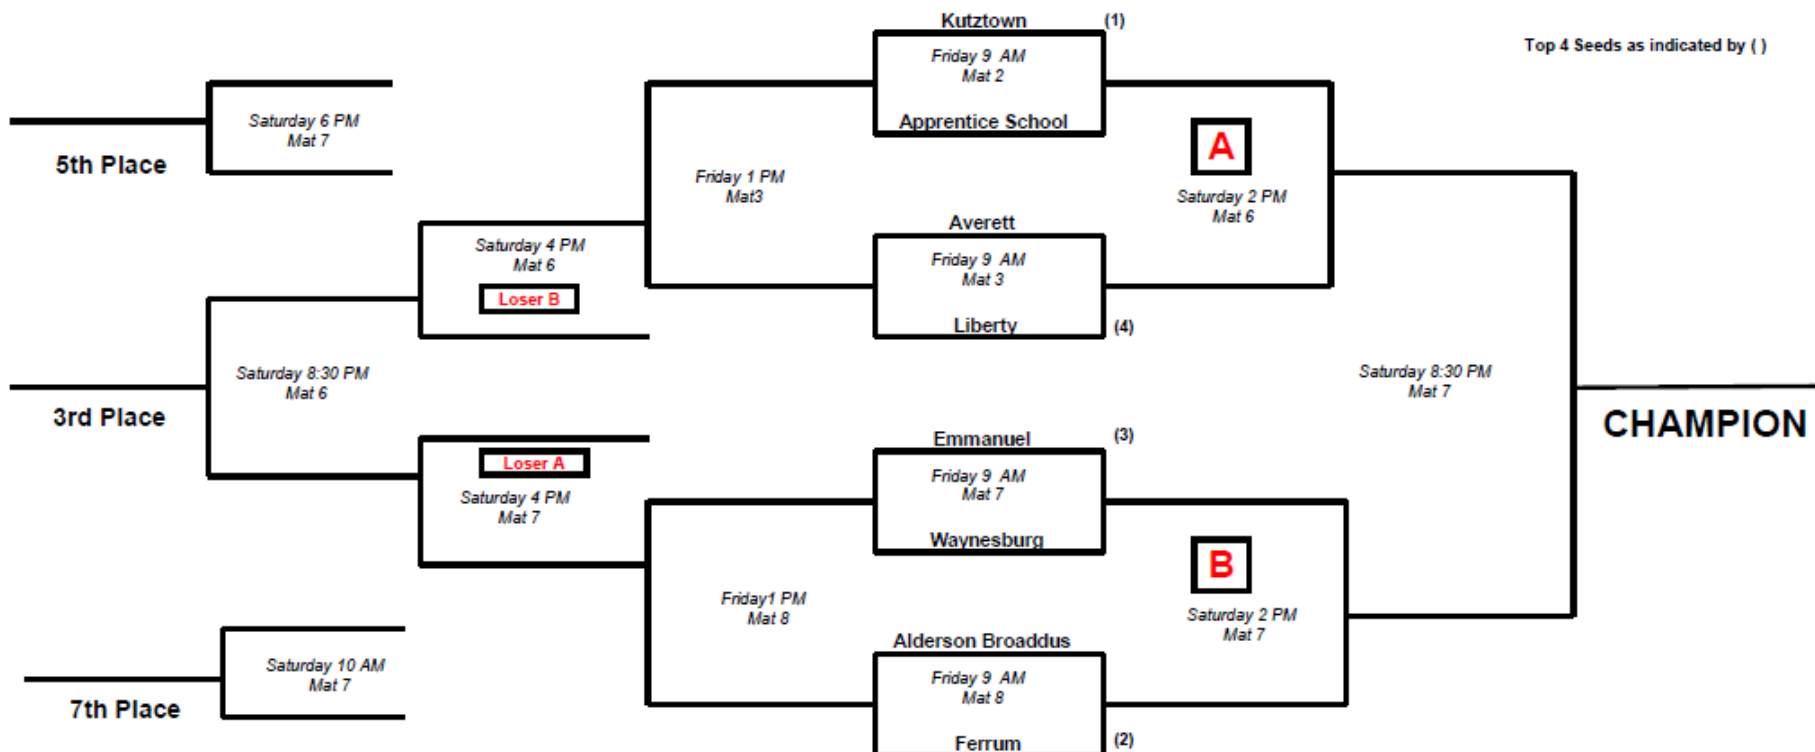 Kutztown (1)
Top 4 Seeds as indicated by ( )
Friday 9 AM
Mat 2
Apprentice School
Saturday 6 PM
Mat 7
5th Place
A
Friday 1 PM
Mat3
Saturday 2 PM
Mat 6
Averett
Saturday 4 PM
Mat 6
Friday 9 AM
Mat 3
Loser B
Liberty (4)
Saturday 8:30 PM
Mat 6
Saturday 8:30 PM
Mat 7
3rd Place
CHAMPION
Emmanuel (3)
Loser A
Friday 9 AM
Mat 7
Saturday 4 PM
Mat 7
Waynesburg
B
Friday1 PM
Mat 8
Saturday 2 PM
Mat 7
Alderson Broaddus
Saturday 10 AM
Mat 7
Friday 9 AM
Mat 8
7th Place
Ferrum (2)